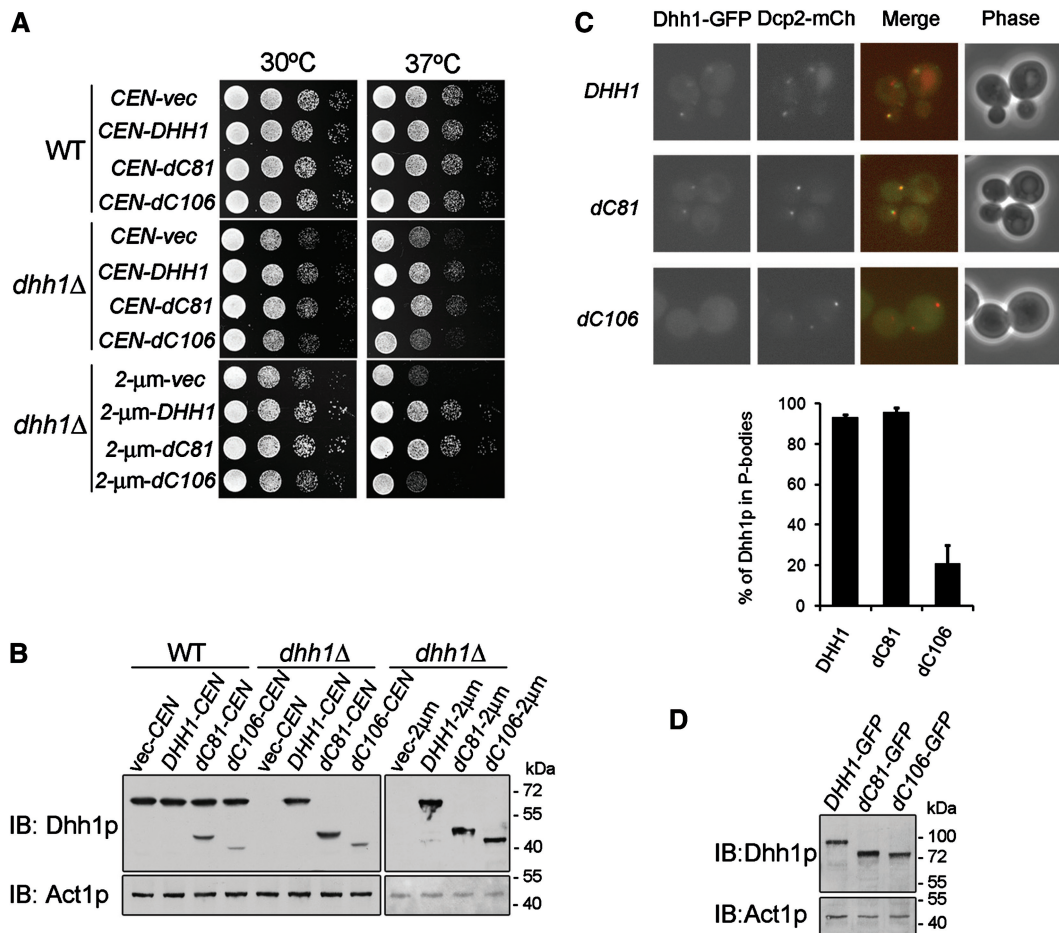 A
30ºC 37ºC
WT
CEN-vec
CEN-DHH1
CEN-dC81
CEN-dC106
dhh1Δ
CEN-vec
CEN-DHH1
CEN-dC81
CEN-dC106
dhh1Δ
2-μm-vec
2-μm-DHH1
2-μm-dC81
2-μm-dC106
B
WT dhh1Δ dhh1Δ
vec-CEN DHH1-CEN dC81-CEN dC106-CEN vec-CEN DHH1-CEN dC81-CEN dC106-CEN vec-2μm DHH1-2μm dC81-2μm dC106-2μm
kDa
IB: Dhh1p
- 72
- 55
- 40
IB: Act1p
- 55
- 40
C
Dhh1-GFP Dcp2-mCh Merge Phase
DHH1
dC81
dC106
% of Dhh1p in P-bodies
100
80
60
40
20
0
DHH1 dC81 dC106
D
DHH1-GFP dC81-GFP dC106-GFP
kDa
IB:Dhh1p
- 100
- 72
- 55
IB:Act1p
- 55
- 40